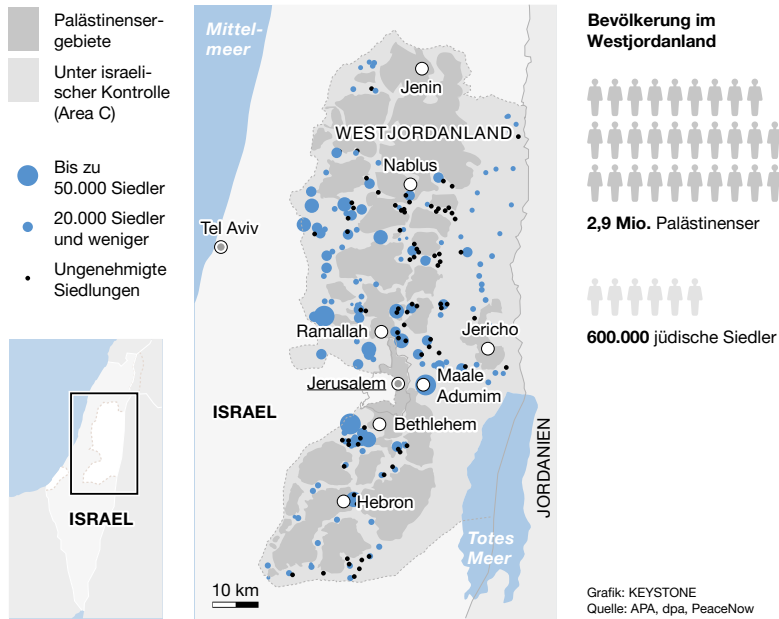 Palästinenser-
gebiete
Unter israeli-
scher Kontrolle
(Area C)
Bis zu
50.000 Siedler
20.000 Siedler
und weniger
Ungenehmigte
Siedlungen
ISRAEL
Mittel-
meer
Jenin
WESTJORDANLAND
Nablus
Tel Aviv
Ramallah
Jericho
Jerusalem
Maale
Adumim
ISRAEL
Bethlehem
JORDANIEN
Hebron
Totes
Meer
10 km
Bevölkerung im
Westjordanland
2,9 Mio. Palästinenser
600.000 jüdische Siedler
Grafik: KEYSTONE
Quelle: APA, dpa, PeaceNow